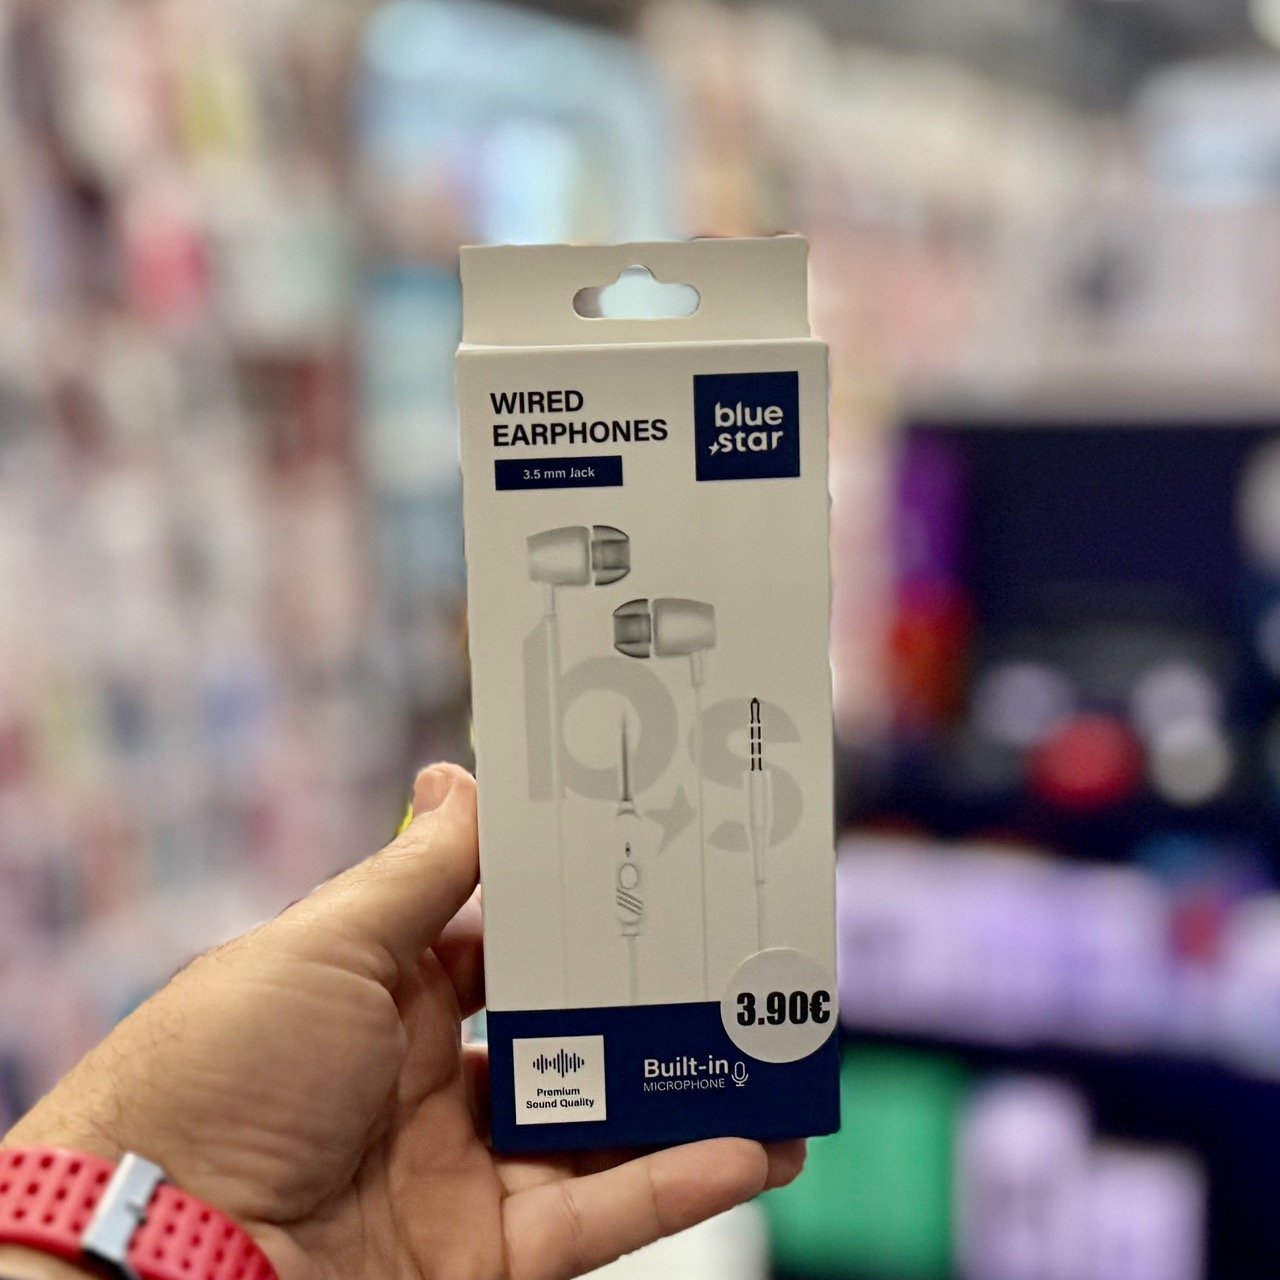 WIRED
EARPHONES
3.5 mm Jack
blue
star
b.s
3.90€
Premium
Sound Quality
Built-in
MICROPHONE